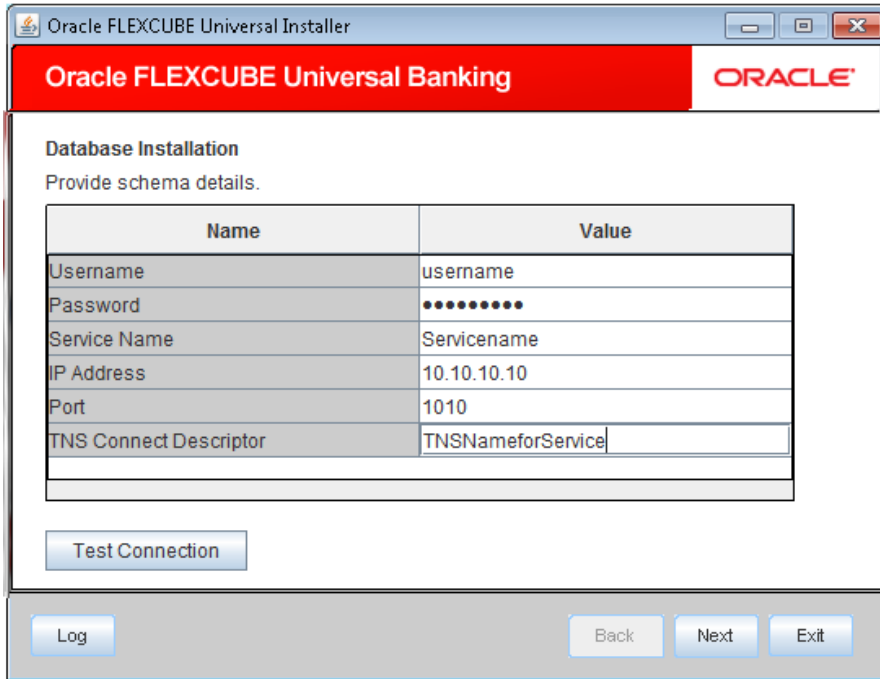 Oracle FLEXCUBE Universal Installer
Oracle FLEXCUBE Universal Banking
ORACLE
Database Installation
Provide schema details.
Name Value
Username username
Password •••••••••
Service Name Servicename
IP Address 10.10.10.10
Port 1010
TNS Connect Descriptor TNSNameforService
Test Connection
Log Back Next Exit